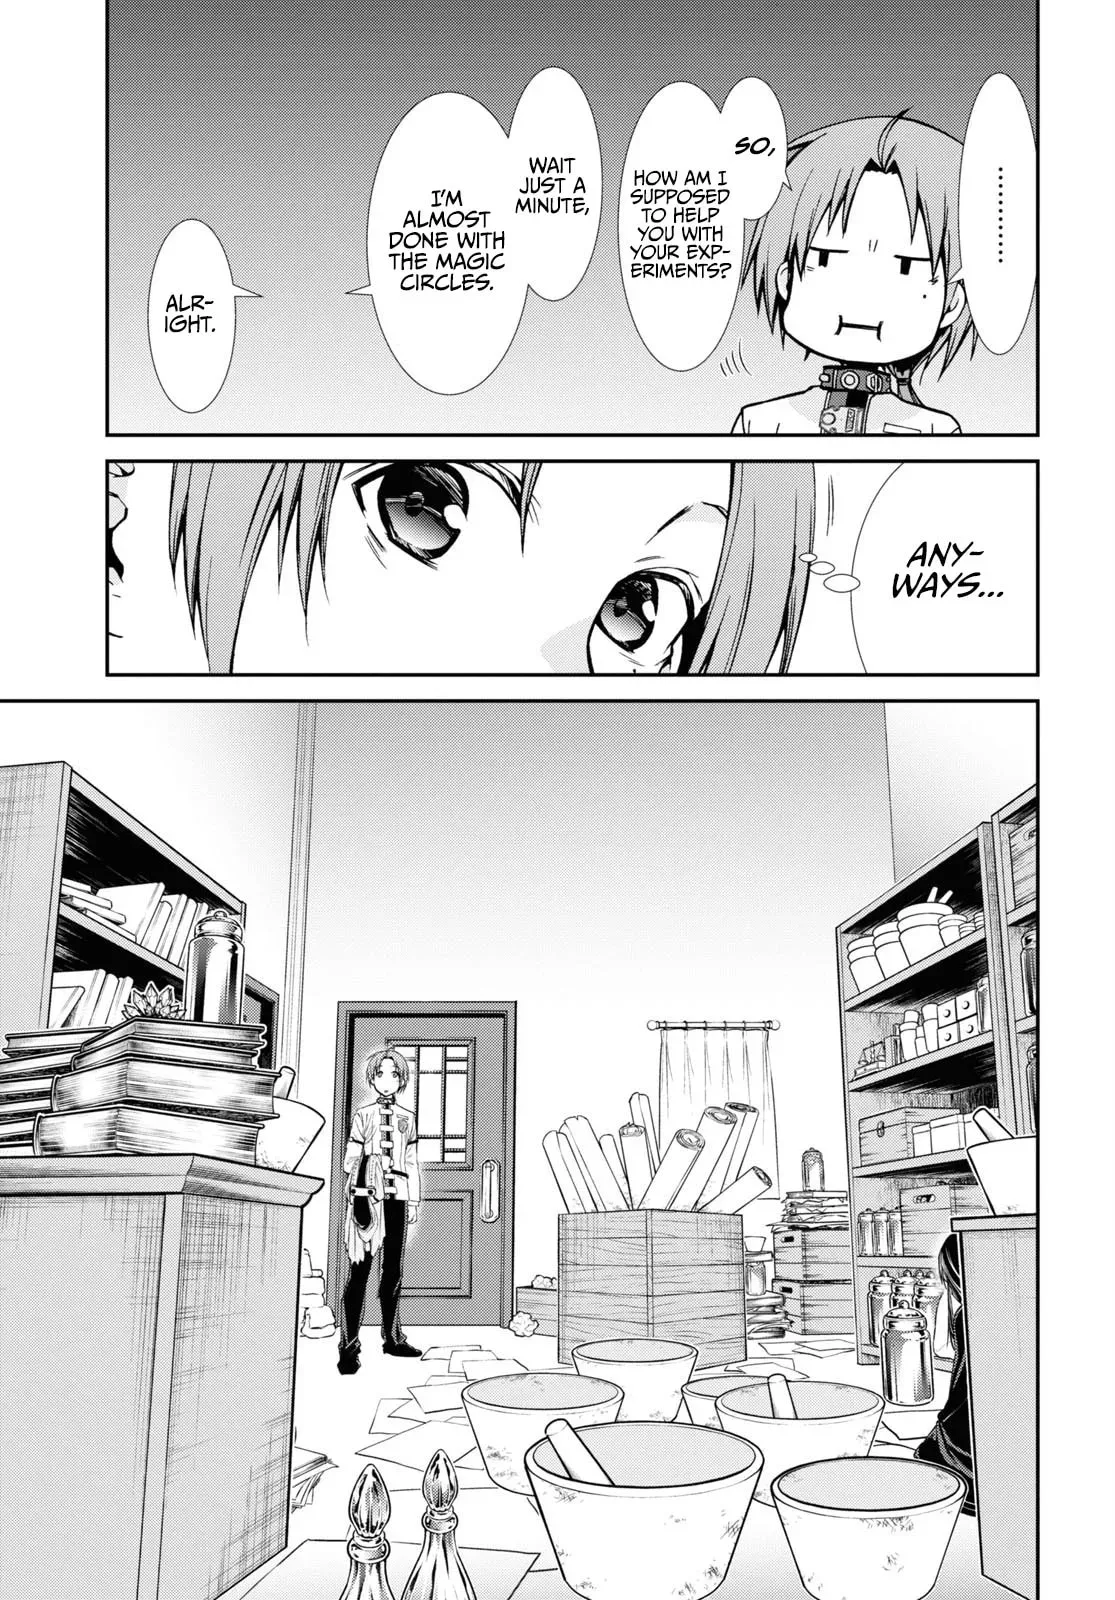 .........
SO,
HOW AM I
SUPPOSED
TO HELP
YOU WITH
YOUR EXP-
ERIMENTS?
WAIT
JUST A
MINUTE,
I'M
ALMOST
DONE WITH
THE MAGIC
CIRCLES.
ALR-
IGHT.
ANY-
WAYS...